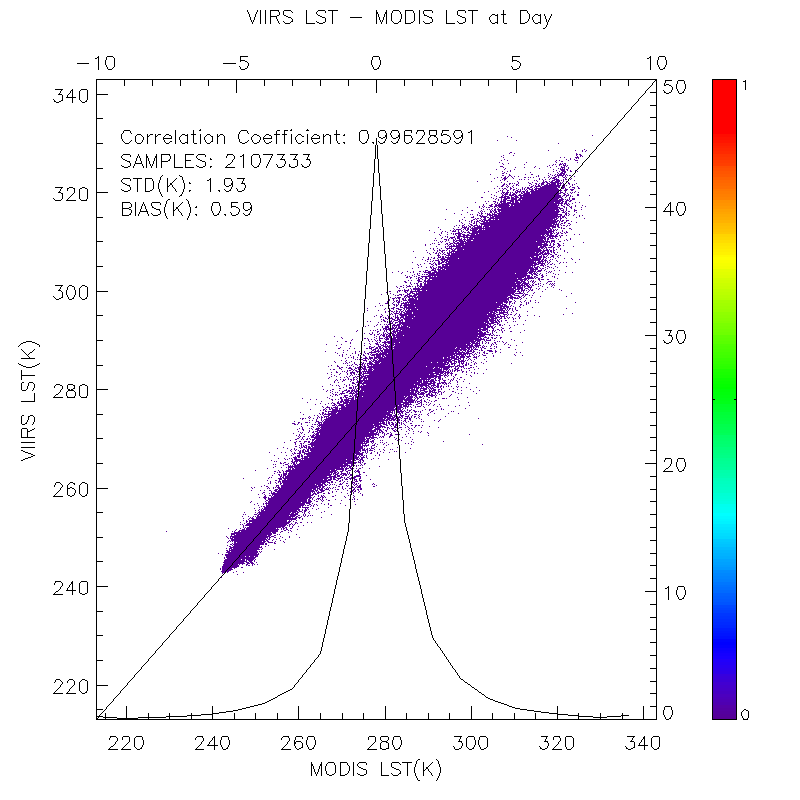 VIIRS LST − MODIS LST at Day
−10 −5 0 5 10
340
320
300
280
260
240
220
VIIRS LST(K)
Correlation Coefficient: 0.99628591
SAMPLES: 2107333
STD(K): 1.93
BIAS(K): 0.59
50
40
30
20
10
0
1
0
220 240 260 280 300 320 340
MODIS LST(K)